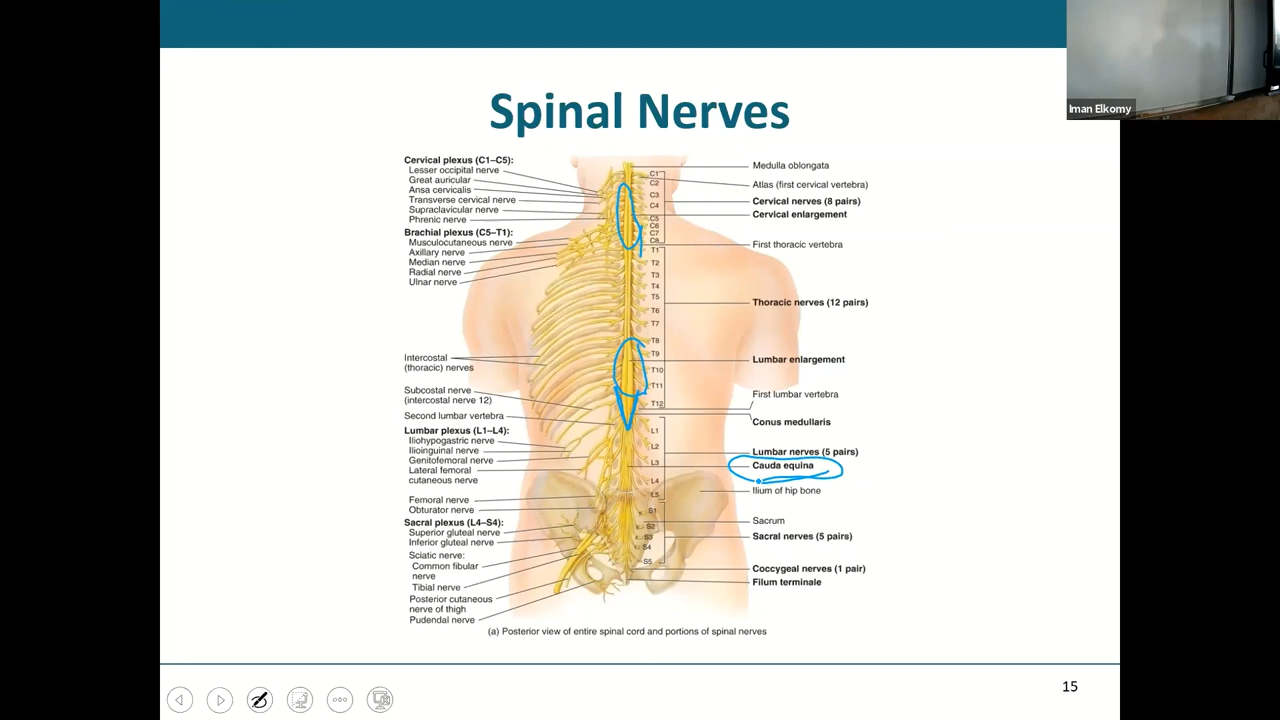 Iman Elkomy
Spinal Nerves
Cervical plexus (C1–C5):
Lesser occipital nerve
Great auricular
Ansa cervicalis
Transverse cervical nerve
Supraclavicular nerve
Phrenic nerve
Brachial plexus (C5–T1):
Musculocutaneous nerve
Axillary nerve
Median nerve
Radial nerve
Ulnar nerve
Intercostal
(thoracic) nerves
Subcostal nerve
(intercostal nerve 12)
Second lumbar vertebra
Lumbar plexus (L1–L4):
Iliohypogastric nerve
Ilioinguinal nerve
Genitofemoral nerve
Lateral femoral
cutaneous nerve
Femoral nerve
Obturator nerve
Sacral plexus (L4–S4):
Superior gluteal nerve
Inferior gluteal nerve
Sciatic nerve:
Common fibular
nerve
Tibial nerve
Posterior cutaneous
nerve of thigh
Pudendal nerve
C1
C2
C3
C4
C5
C6
C7
C8
T1
T2
T3
T4
T5
T6
T7
T8
T9
T10
T11
T12
L1
L2
L3
L4
L5
S1
S2
S3
S4
S5
Medulla oblongata
Atlas (first cervical vertebra)
Cervical nerves (8 pairs)
Cervical enlargement
First thoracic vertebra
Thoracic nerves (12 pairs)
Lumbar enlargement
First lumbar vertebra
Conus medullaris
Lumbar nerves (5 pairs)
Cauda equina
Ilium of hip bone
Sacrum
Sacral nerves (5 pairs)
Coccygeal nerves (1 pair)
Filum terminale
(a) Posterior view of entire spinal cord and portions of spinal nerves
15